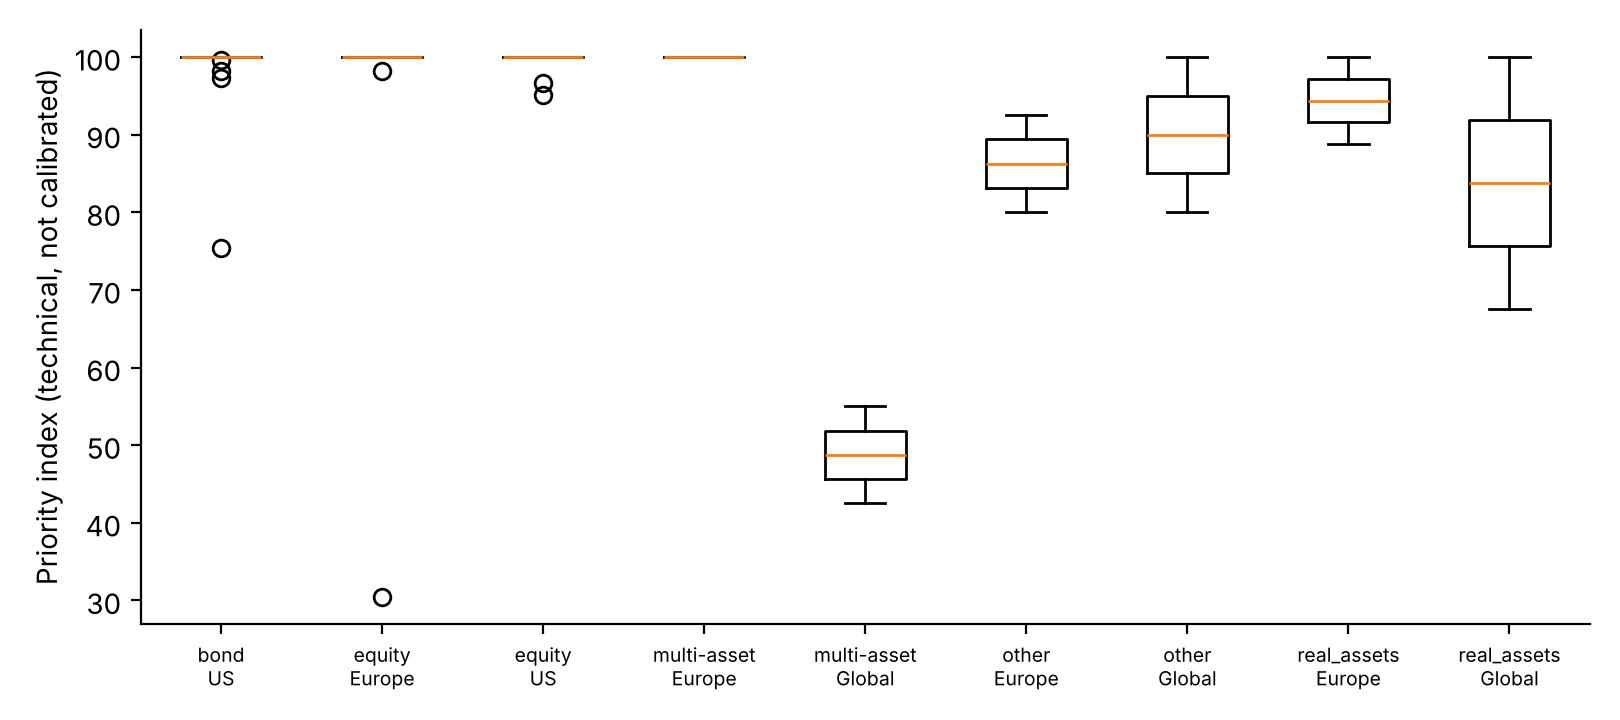 Priority index (technical, not calibrated)
100
90
80
70
60
50
40
30
bond
US
equity
Europe
equity
US
multi-asset
Europe
multi-asset
Global
other
Europe
other
Global
real_assets
Europe
real_assets
Global